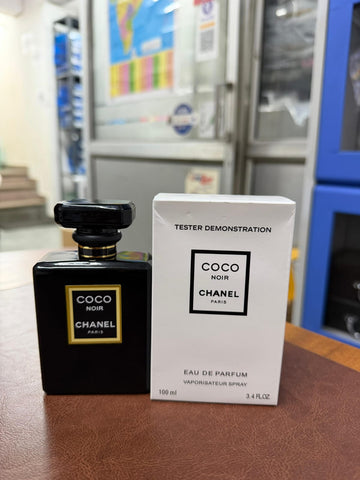 COCO
NOIR
CHANEL
PARIS
TESTER DEMONSTRATION
COCO
NOIR
CHANEL
PARIS
EAU DE PARFUM
VAPORISATEUR SPRAY
100 ml
3.4 FL.OZ.